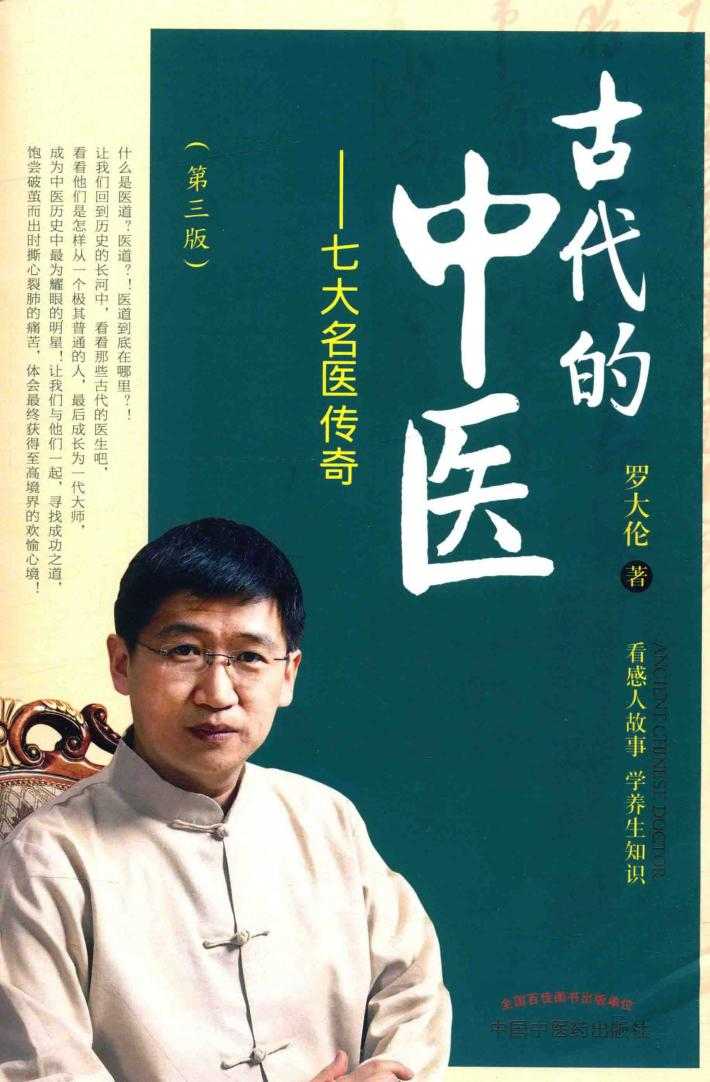 古代的
中医
——七大名医传奇
(第三版)
罗大伦 著
看感人故事 学养生知识
ANCIENT CHINESE DOCTOR
什么是医道？医道？！医道到底在哪里？！
让我们回到历史的长河中，看看那些古代的医生吧，
看看他们是怎样从一个极其普通的人，最后成长为一代大师，
成为中医历史中最为耀眼的明星！让我们与他们一起，寻找成功之道，
饱尝破茧而出时撕心裂肺的痛苦，体会最终获得至高境界的欢愉心境！
全国百佳图书出版单位
中国中医药出版社